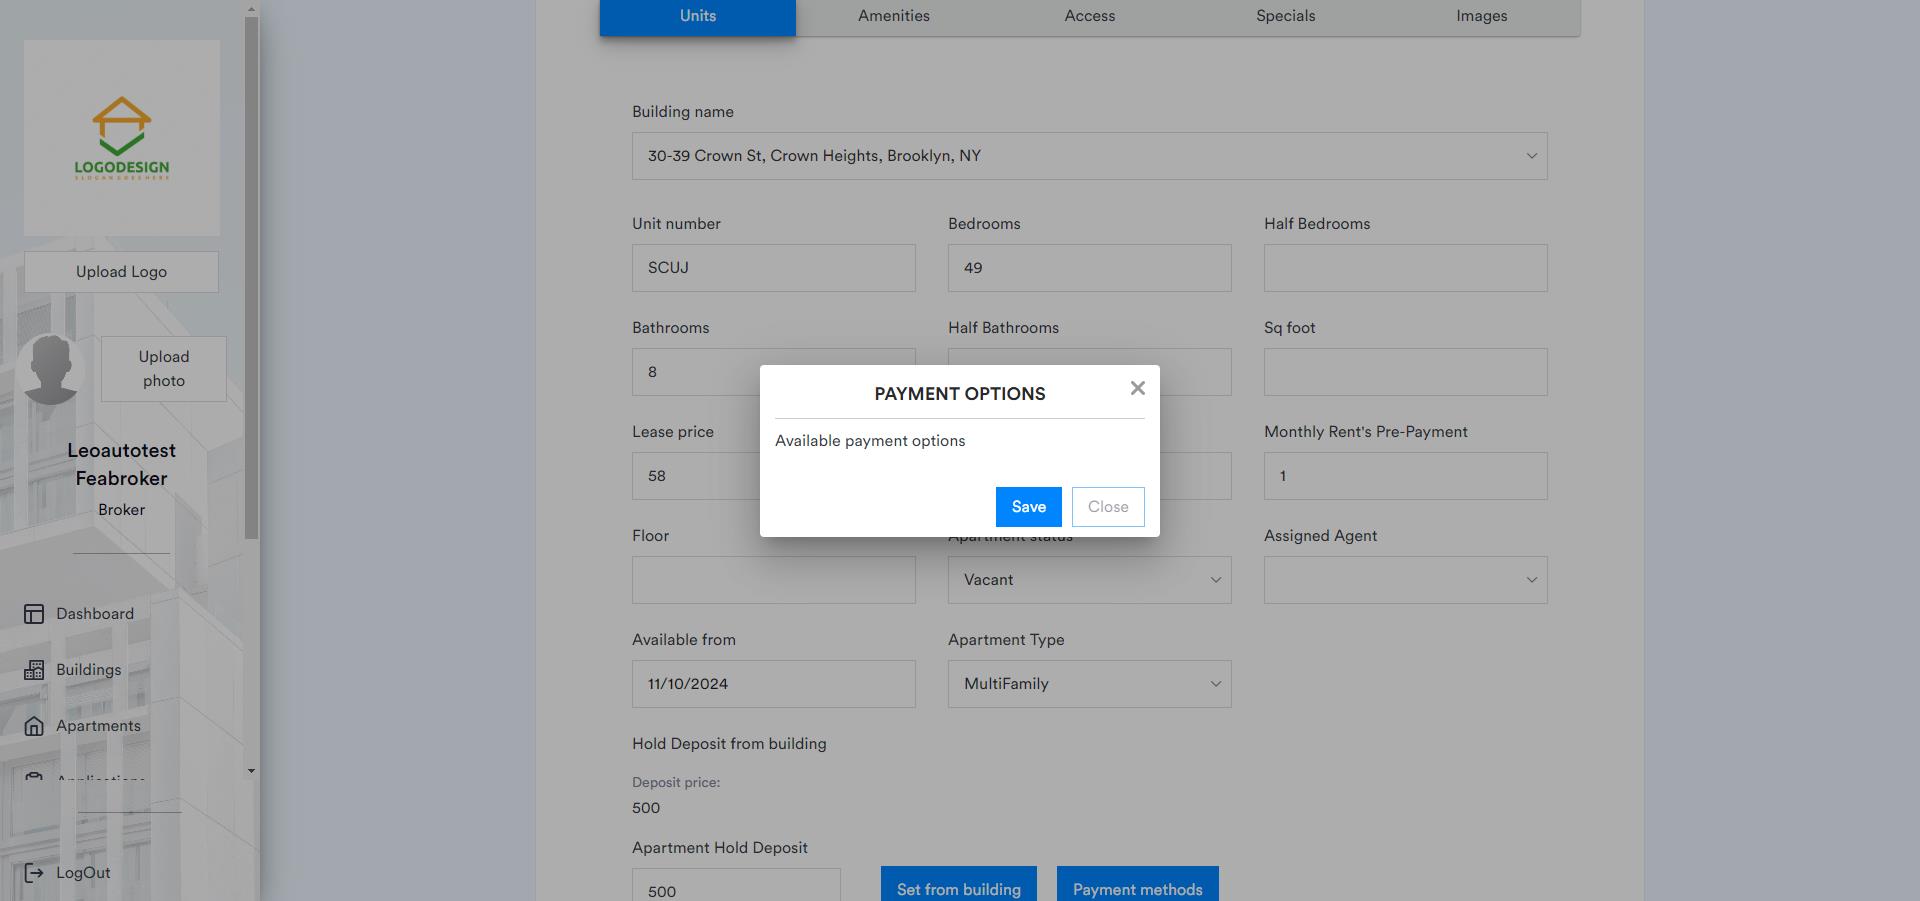 LOGODESIGN
SLOGAN GOES HERE
Upload Logo
Upload
photo
Leoautotest
Feabroker
Broker
Dashboard
Buildings
Apartments
Applications
LogOut
Units
Amenities
Access
Specials
Images
Building name
30-39 Crown St, Crown Heights, Brooklyn, NY
Unit number
Bedrooms
Half Bedrooms
SCUJ
49
Bathrooms
Half Bathrooms
Sq foot
8
PAYMENT OPTIONS
Available payment options
Save
Close
Lease price
Monthly Rent's Pre-Payment
58
1
Floor
Apartment status
Assigned Agent
Vacant
Available from
Apartment Type
11/10/2024
MultiFamily
Hold Deposit from building
Deposit price:
500
Apartment Hold Deposit
500
Set from building
Payment methods